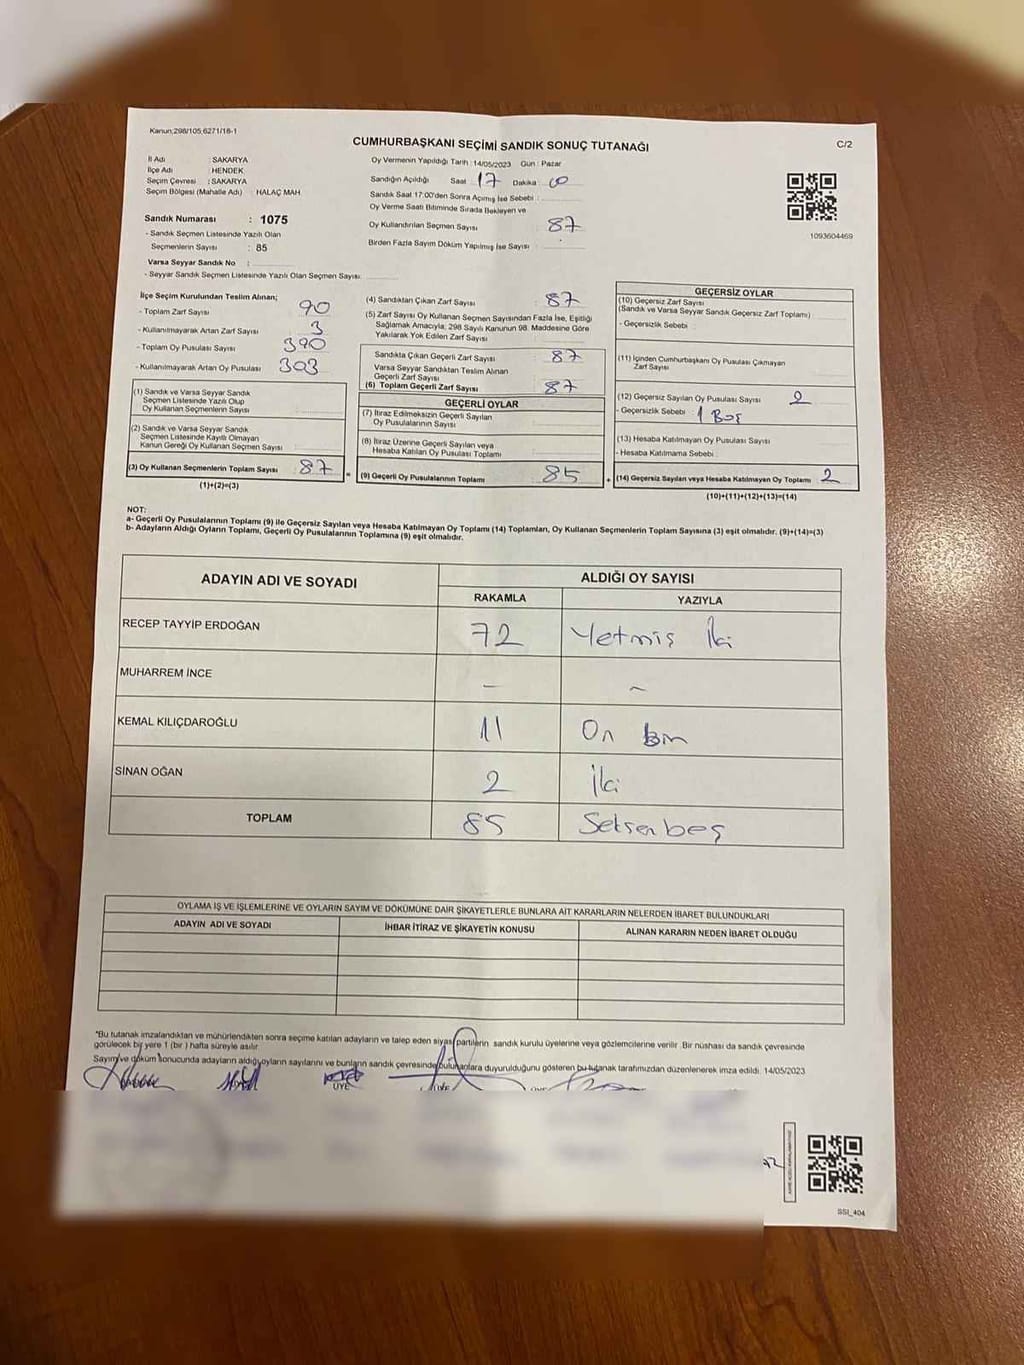 Kanun:298/105,6271/18-1
C/2
CUMHURBAŞKANI SEÇİMİ SANDIK SONUÇ TUTANAĞI
İl Adı : SAKARYA
İlçe Adı : HENDEK
Seçim Çevresi : SAKARYA
Seçim Bölgesi (Mahalle Adı) : HALAÇ MAH.
Sandık Numarası : 1075
- Sandık Seçmen Listesinde Yazılı Olan
Seçmenlerin Sayısı : 85
Varsa Seyyar Sandık No :
- Seyyar Sandık Seçmen Listesinde Yazılı Olan Seçmen Sayısı:
Oy Vermenin Yapıldığı Tarih : 14/05/2023 Gün : Pazar
Sandığın Açıldığı Saat : 17 Dakika : 00
Sandık Saat 17:00'den Sonra Açılmış İse Sebebi :
Oy Verme Saati Bitiminde Sırada Bekleyen ve
Oy Kullandırılan Seçmen Sayısı : 87
Birden Fazla Sayım Döküm Yapılmış İse Sayısı :
1093604469
İlçe Seçim Kurulundan Teslim Alınan;
- Toplam Zarf Sayısı : 90
- Kullanılmayarak Artan Zarf Sayısı : 3
- Toplam Oy Pusulası Sayısı : 390
- Kullanılmayarak Artan Oy Pusulası : 303
(1) Sandık ve Varsa Seyyar Sandık
Seçmen Listesinde Yazılı Olup
Oy Kullanan Seçmenlerin Sayısı :
(2) Sandık ve Varsa Seyyar Sandık
Seçmen Listesinde Kayıtlı Olmayan
Kanun Gereği Oy Kullanan Seçmen Sayısı :
(3) Oy Kullanan Seçmenlerin Toplam Sayısı : 87
(1)+(2)=(3)
(4) Sandıktan Çıkan Zarf Sayısı : 87
(5) Zarf Sayısı Oy Kullanan Seçmen Sayısından Fazla İse, Eşitliği
Sağlamak Amacıyla, 298 Sayılı Kanunun 98. Maddesine Göre
Yakılarak Yok Edilen Zarf Sayısı :
Sandıkta Çıkan Geçerli Zarf Sayısı : 87
Varsa Seyyar Sandıktan Teslim Alınan
Geçerli Zarf Sayısı :
(6) Toplam Geçerli Zarf Sayısı : 87
GEÇERLİ OYLAR
(7) İtiraz Edilmeksizin Geçerli Sayılan
Oy Pusulalarının Sayısı :
(8) İtiraz Üzerine Geçerli Sayılan veya
Hesaba Katılan Oy Pusulası Toplamı :
= (9) Geçerli Oy Pusulalarının Toplamı : 85
GEÇERSİZ OYLAR
(10) Geçersiz Zarf Sayısı
(Sandık ve Varsa Seyyar Sandık Geçersiz Zarf Toplamı) :
- Geçersizlik Sebebi :
(11) İçinden Cumhurbaşkanı Oy Pusulası Çıkmayan
Zarf Sayısı :
(12) Geçersiz Sayılan Oy Pusulası Sayısı : 2
- Geçersizlik Sebebi : 1 Boş
(13) Hesaba Katılmayan Oy Pusulası Sayısı :
- Hesaba Katılmama Sebebi :
+ (14) Geçersiz Sayılan veya Hesaba Katılmayan Oy Toplamı : 2
(10)+(11)+(12)+(13)=(14)
NOT:
a- Geçerli Oy Pusulalarının Toplamı (9) ile Geçersiz Sayılan veya Hesaba Katılmayan Oy Toplamı (14) Toplamları, Oy Kullanan Seçmenlerin Toplam Sayısına (3) eşit olmalıdır. (9)+(14)=(3)
b- Adayların Aldığı Oyların Toplamı, Geçerli Oy Pusulalarının Toplamına (9) eşit olmalıdır.
ADAYIN ADI VE SOYADI ALDIĞI OY SAYISI
RAKAMLA YAZIYLA
RECEP TAYYİP ERDOĞAN 72 Yetmiş İki
MUHARREM İNCE - ~
KEMAL KILIÇDAROĞLU 11 On bir
SİNAN OĞAN 2 İki
TOPLAM 85 Seksen beş
OYLAMA İŞ VE İŞLEMLERİNE VE OYLARIN SAYIM VE DÖKÜMÜNE DAİR ŞİKAYETLERLE BUNLARA AİT KARARLARIN NELERDEN İBARET BULUNDUKLARI
ADAYIN ADI VE SOYADI İHBAR İTİRAZ VE ŞİKAYETİN KONUSU ALINAN KARARIN NEDEN İBARET OLDUĞU
*Bu tutanak imzalandıktan ve mühürlendikten sonra seçime katılan adayların ve talep eden siyasi partilerin sandık kurulu üyelerine veya gözlemcilerine verilir. Bir nüshası da sandık çevresinde
görülecek bir yere 1 (bir ) hafta süreyle asılır.
Sayım ve döküm sonucunda adayların aldığı oyların sayılarını ve bunların sandık çevresinde bulunanlara duyurulduğunu gösteren bu tutanak tarafımızdan düzenlenerek imza edildi. 14/05/2023
ÜYE
SSI_404